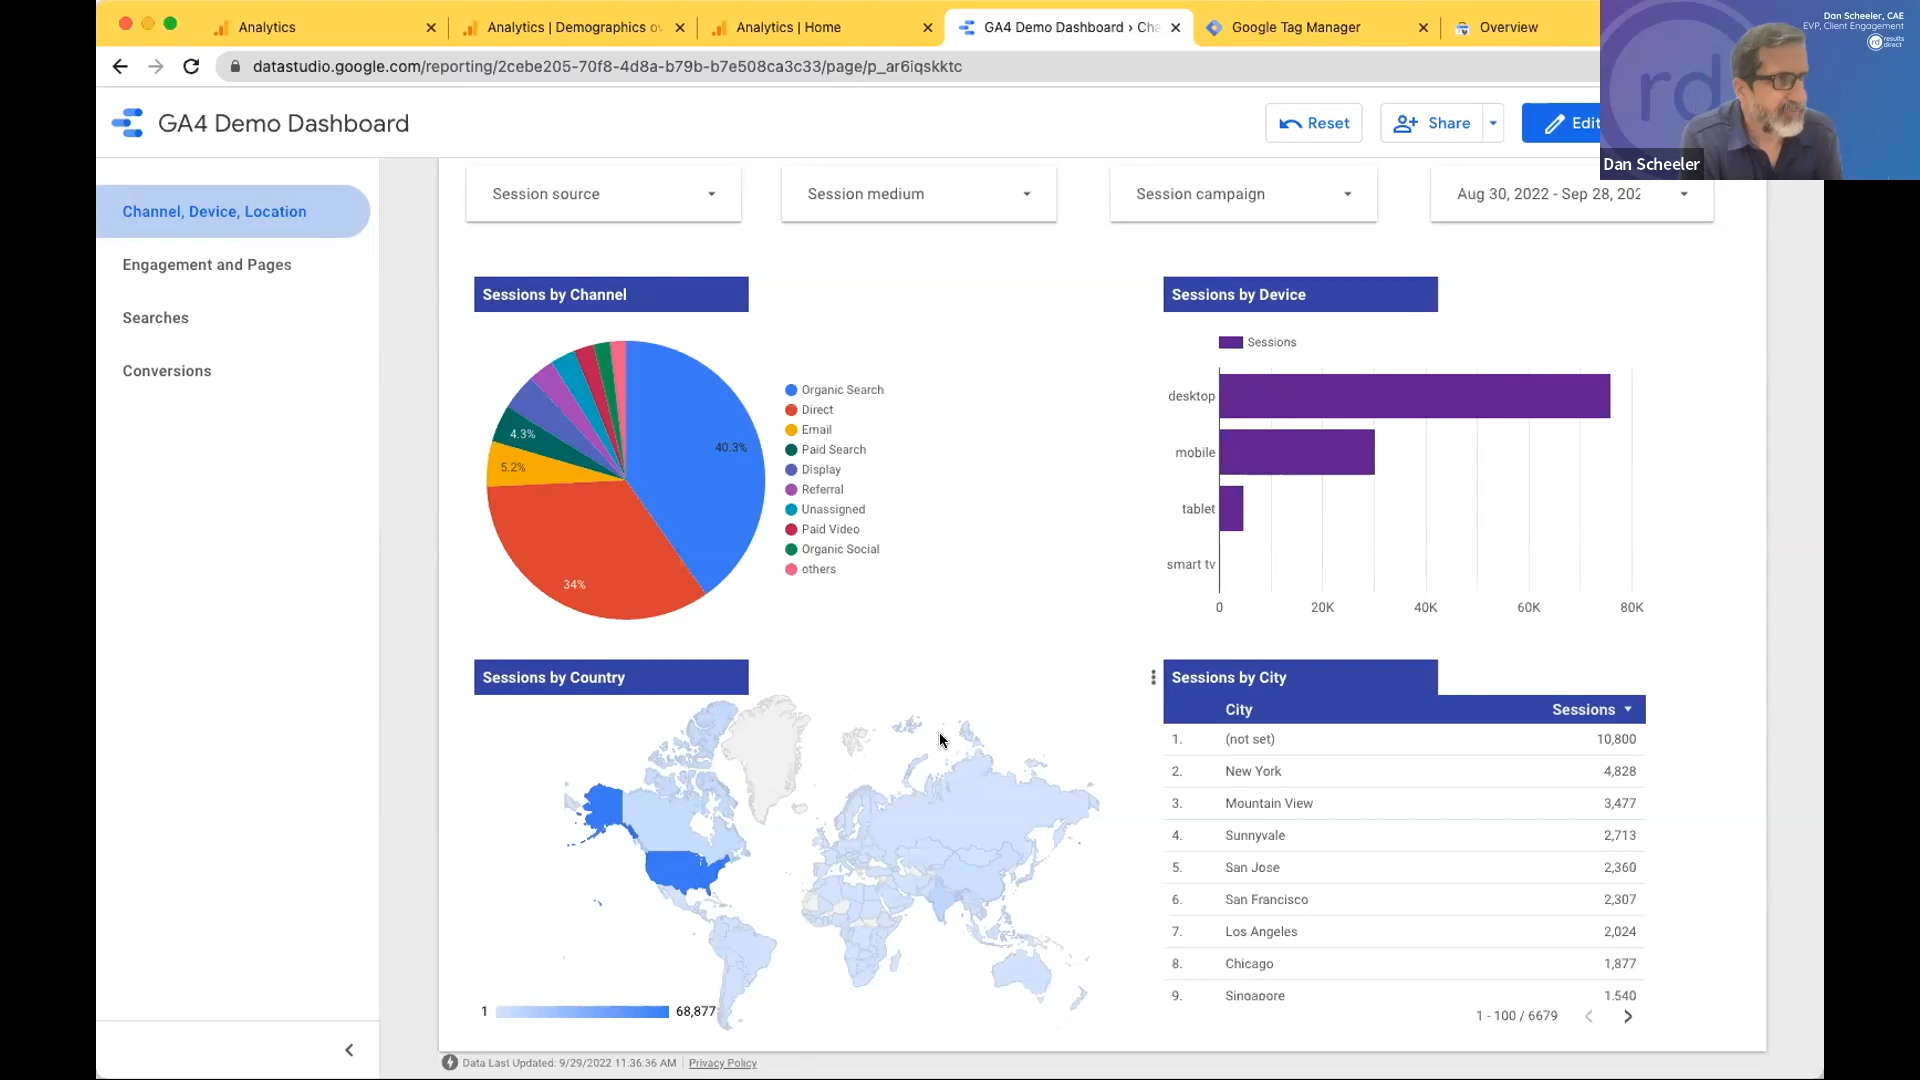 Analytics
Analytics | Demographics ov
Analytics | Home
GA4 Demo Dashboard › Cha
Google Tag Manager
Overview
Dan Scheeler, CAE
EVP, Client Engagement
rd results direct
datastudio.google.com/reporting/2cebe205-70f8-4d8a-b79b-b7e508ca3c33/page/p_ar6iqskktc
rd
GA4 Demo Dashboard
Reset
Share
Edit
Dan Scheeler
Channel, Device, Location
Engagement and Pages
Searches
Conversions
Session source
Session medium
Session campaign
Aug 30, 2022 - Sep 28, 202
Sessions by Channel
40.3%
34%
5.2%
4.3%
Organic Search
Direct
Email
Paid Search
Display
Referral
Unassigned
Paid Video
Organic Social
others
Sessions by Device
Sessions
desktop
mobile
tablet
smart tv
0 20K 40K 60K 80K
Sessions by Country
1 68,877
Sessions by City
City Sessions
1. (not set) 10,800
2. New York 4,828
3. Mountain View 3,477
4. Sunnyvale 2,713
5. San Jose 2,360
6. San Francisco 2,307
7. Los Angeles 2,024
8. Chicago 1,877
9. Singapore 1,540
1 - 100 / 6679
Data Last Updated: 9/29/2022 11:36:36 AM | Privacy Policy